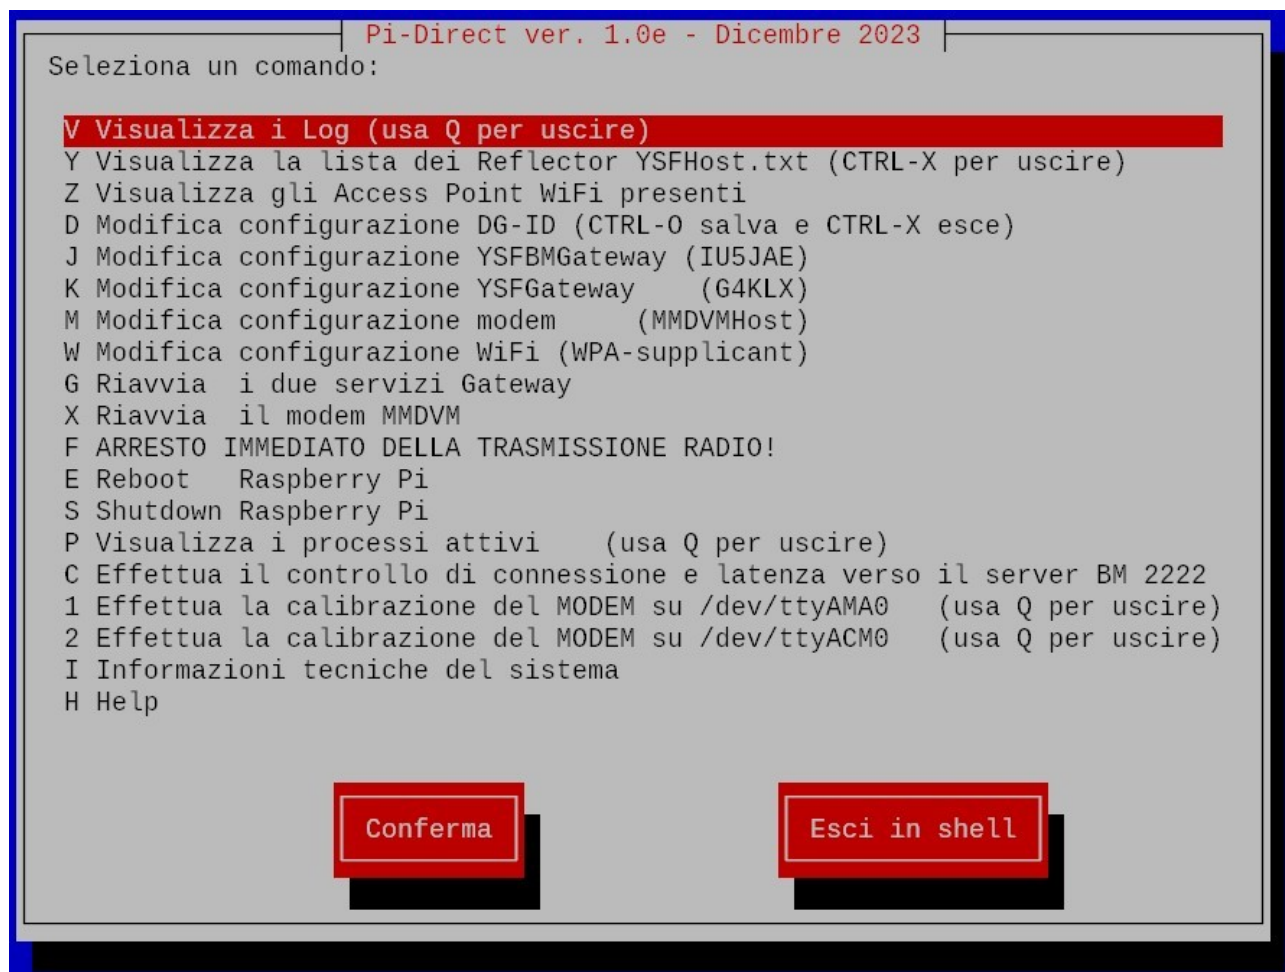 Pi-Direct ver. 1.0e - Dicembre 2023
Seleziona un comando:
V Visualizza i Log (usa Q per uscire)
Y Visualizza la lista dei Reflector YSFHost.txt (CTRL-X per uscire)
Z Visualizza gli Access Point WiFi presenti
D Modifica configurazione DG-ID (CTRL-O salva e CTRL-X esce)
J Modifica configurazione YSFBMGateway (IU5JAE)
K Modifica configurazione YSFGateway    (G4KLX)
M Modifica configurazione modem     (MMDVMHost)
W Modifica configurazione WiFi (WPA-supplicant)
G Riavvia  i due servizi Gateway
X Riavvia  il modem MMDVM
F ARRESTO IMMEDIATO DELLA TRASMISSIONE RADIO!
E Reboot   Raspberry Pi
S Shutdown Raspberry Pi
P Visualizza i processi attivi    (usa Q per uscire)
C Effettua il controllo di connessione e latenza verso il server BM 2222
1 Effettua la calibrazione del MODEM su /dev/ttyAMA0   (usa Q per uscire)
2 Effettua la calibrazione del MODEM su /dev/ttyACM0   (usa Q per uscire)
I Informazioni tecniche del sistema
H Help
Conferma
Esci in shell